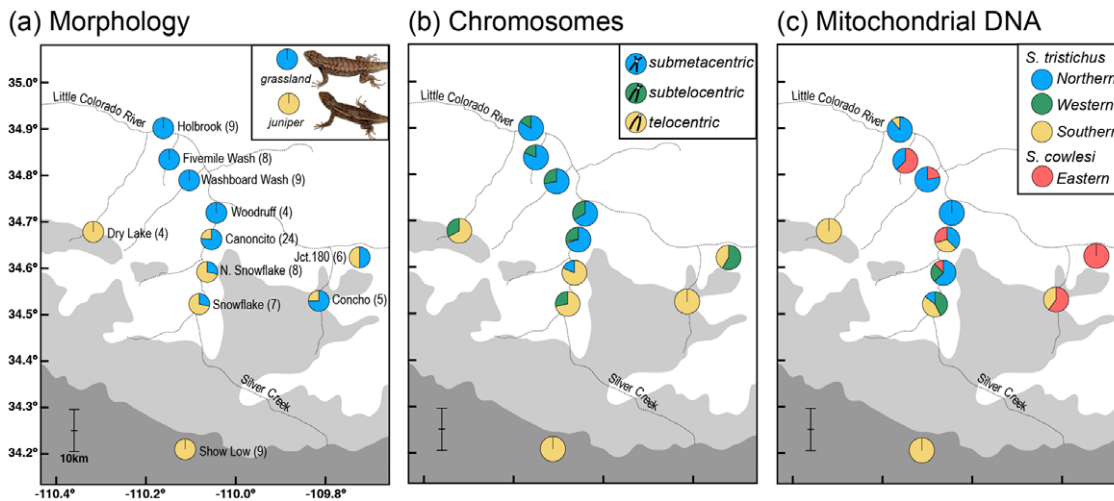 (a) Morphology
grassland
juniper
35.0°
34.9°
34.8°
34.7°
34.6°
34.5°
34.4°
34.3°
34.2°
Little Colorado River
Holbrook (9)
Fivemile Wash (8)
Washboard Wash (9)
Woodruff (4)
Dry Lake (4)
Canoncito (24)
Jct.180 (6)
N. Snowflake (8)
Snowflake (7)
Concho (5)
Silver Creek
Show Low (9)
10km
-110.4°
-110.2°
-110.0°
-109.8°
(b) Chromosomes
submetacentric
subtelocentric
telocentric
Little Colorado River
Silver Creek
(c) Mitochondrial DNA
S. tristichus
Northern
Western
Southern
S. cowlesi
Eastern
Little Colorado River
Silver Creek